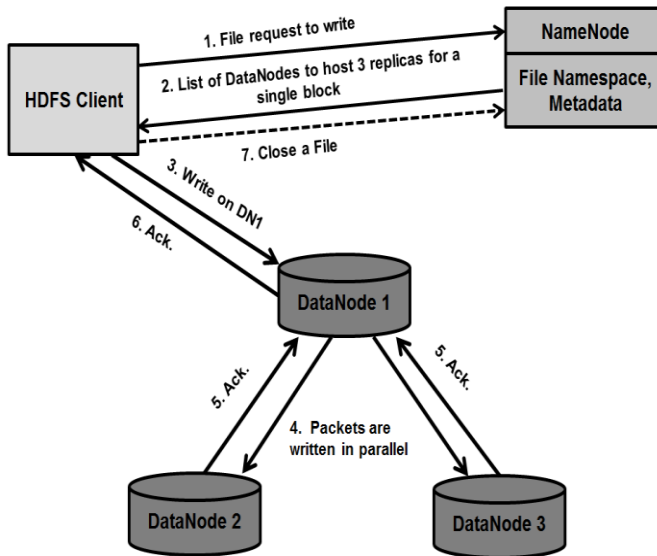 1. File request to write
NameNode
2. List of DataNodes to host 3 replicas for a
single block
HDFS Client
File Namespace,
Metadata
7. Close a File
3. Write on DN1
6. Ack.
DataNode 1
5. Ack.
5. Ack.
4. Packets are
written in parallel
DataNode 2
DataNode 3